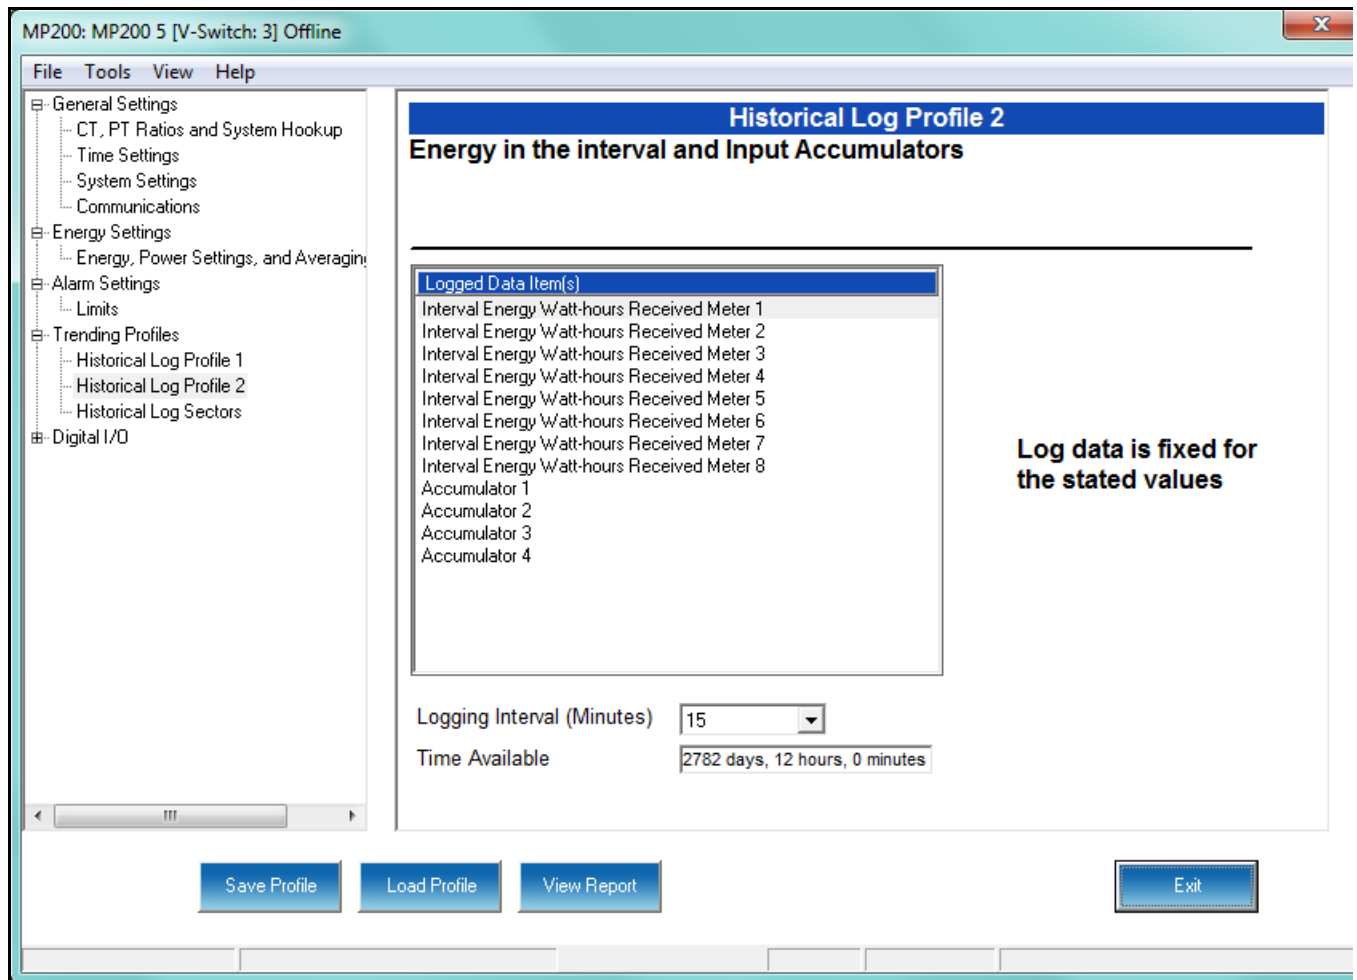 MP200: MP200 5 [V-Switch: 3] Offline
File Tools View Help
General Settings
CT, PT Ratios and System Hookup
Time Settings
System Settings
Communications
Energy Settings
Energy, Power Settings, and Averagin
Alarm Settings
Limits
Trending Profiles
Historical Log Profile 1
Historical Log Profile 2
Historical Log Sectors
Digital I/O
Historical Log Profile 2
Energy in the interval and Input Accumulators
Logged Data Item(s)
Interval Energy Watt-hours Received Meter 1
Interval Energy Watt-hours Received Meter 2
Interval Energy Watt-hours Received Meter 3
Interval Energy Watt-hours Received Meter 4
Interval Energy Watt-hours Received Meter 5
Interval Energy Watt-hours Received Meter 6
Interval Energy Watt-hours Received Meter 7
Interval Energy Watt-hours Received Meter 8
Accumulator 1
Accumulator 2
Accumulator 3
Accumulator 4
Log data is fixed for
the stated values
Logging Interval (Minutes) 15
Time Available 2782 days, 12 hours, 0 minutes
Save Profile Load Profile View Report Exit